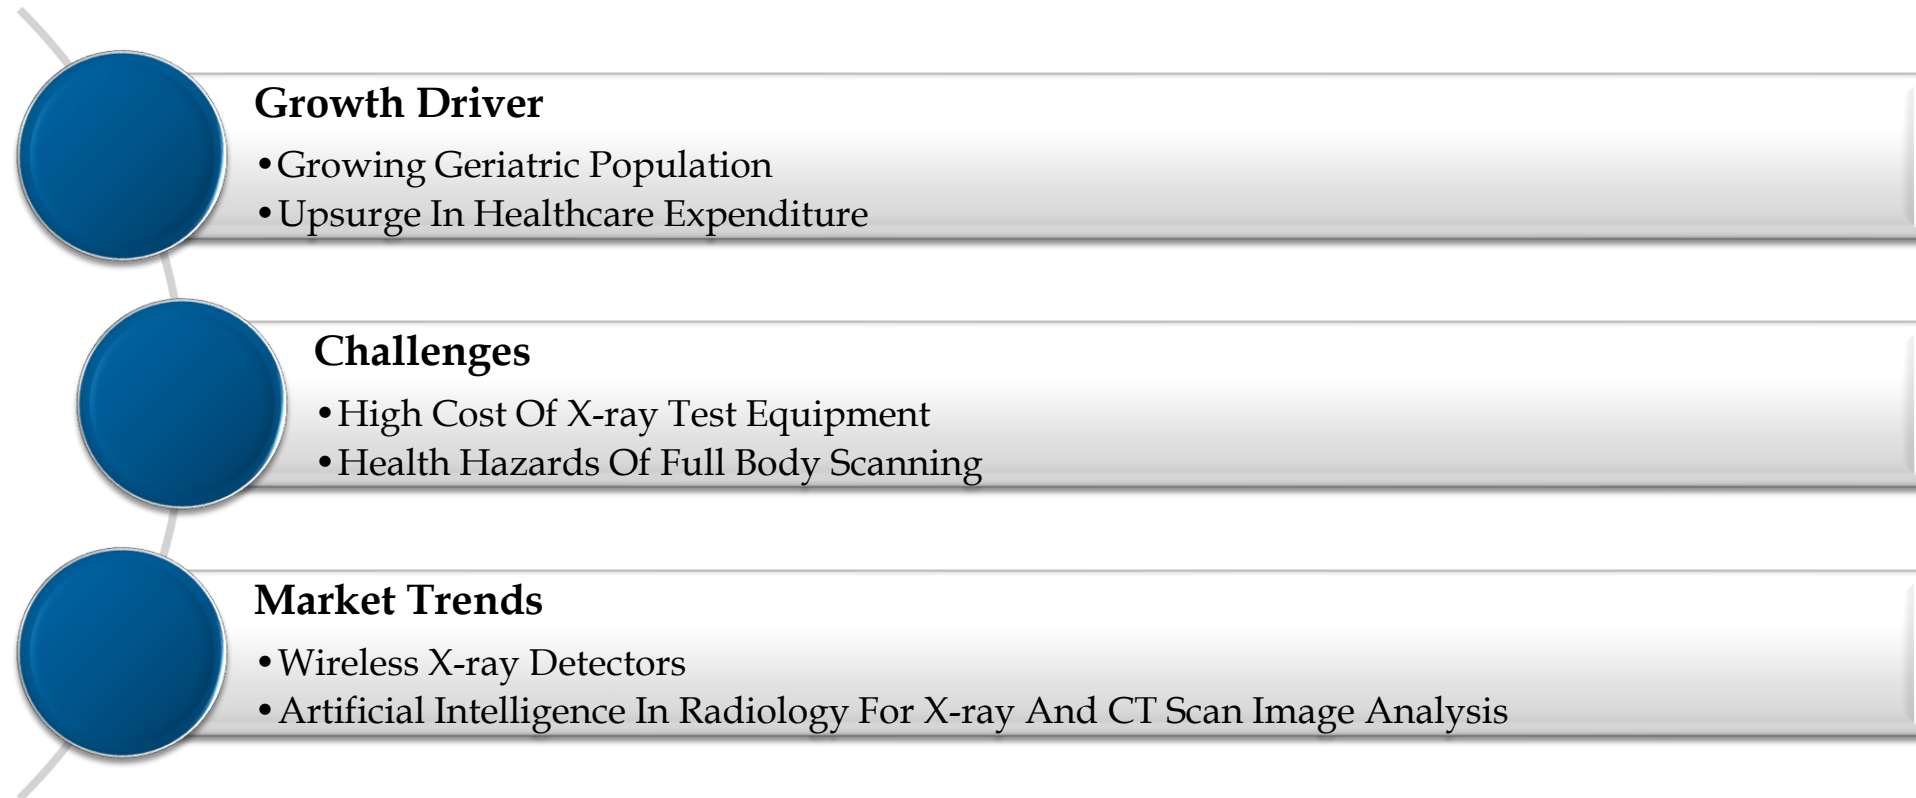 Growth Driver
•Growing Geriatric Population
•Upsurge In Healthcare Expenditure
Challenges
•High Cost Of X-ray Test Equipment
•Health Hazards Of Full Body Scanning
Market Trends
•Wireless X-ray Detectors
•Artificial Intelligence In Radiology For X-ray And CT Scan Image Analysis